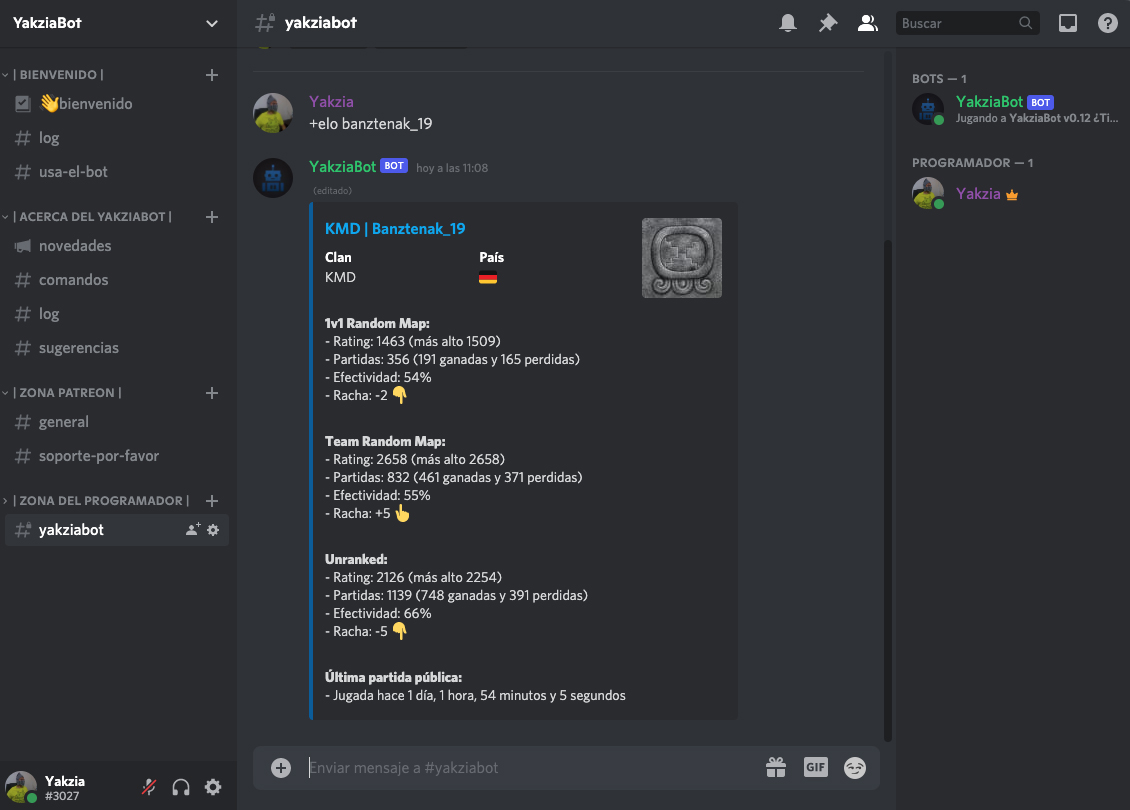 YakziaBot
| BIENVENIDO |
👋bienvenido
log
usa-el-bot
| ACERCA DEL YAKZIABOT |
novedades
comandos
log
sugerencias
| ZONA PATREON |
general
soporte-por-favor
| ZONA DEL PROGRAMADOR |
yakziabot
Yakzia
#3027
yakziabot
Buscar
Yakzia
+elo banztenak_19
YakziaBot BOT hoy a las 11:08
(editado)
KMD | Banztenak_19
Clan País
KMD 🇩🇪
1v1 Random Map:
- Rating: 1463 (más alto 1509)
- Partidas: 356 (191 ganadas y 165 perdidas)
- Efectividad: 54%
- Racha: -2 👇
Team Random Map:
- Rating: 2658 (más alto 2658)
- Partidas: 832 (461 ganadas y 371 perdidas)
- Efectividad: 55%
- Racha: +5 👆
Unranked:
- Rating: 2126 (más alto 2254)
- Partidas: 1139 (748 ganadas y 391 perdidas)
- Efectividad: 66%
- Racha: -5 👇
Última partida pública:
- Jugada hace 1 día, 1 hora, 54 minutos y 5 segundos
Enviar mensaje a #yakziabot
GIF
BOTS — 1
YakziaBot BOT
Jugando a YakziaBot v0.12 ¿Ti...
PROGRAMADOR — 1
Yakzia